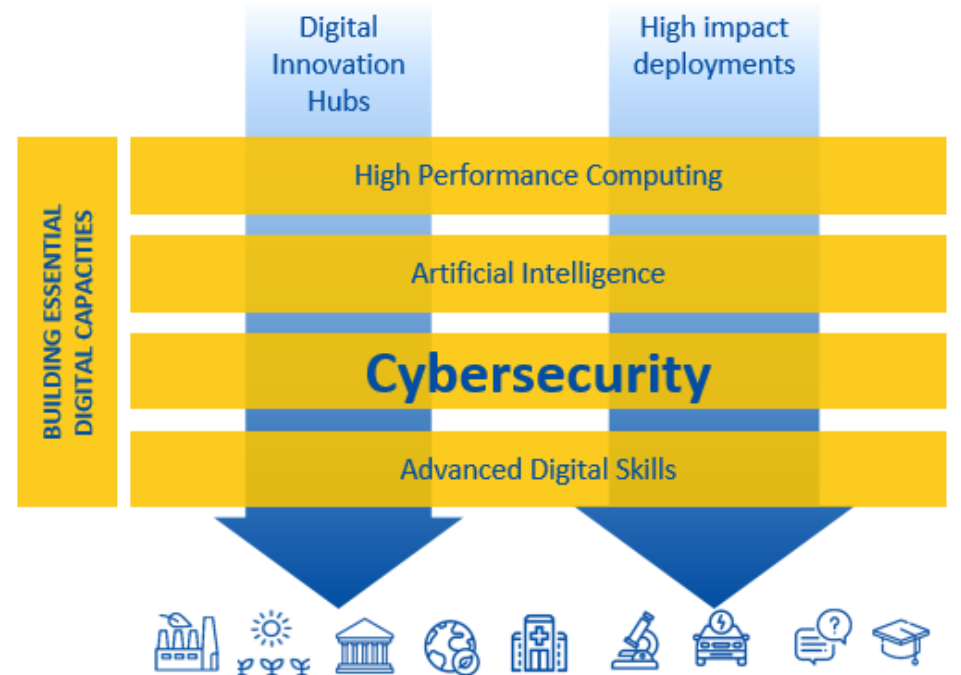 Digital
Innovation
Hubs
High impact
deployments
BUILDING ESSENTIAL
DIGITAL CAPACITIES
High Performance Computing
Artificial Intelligence
Cybersecurity
Advanced Digital Skills
?